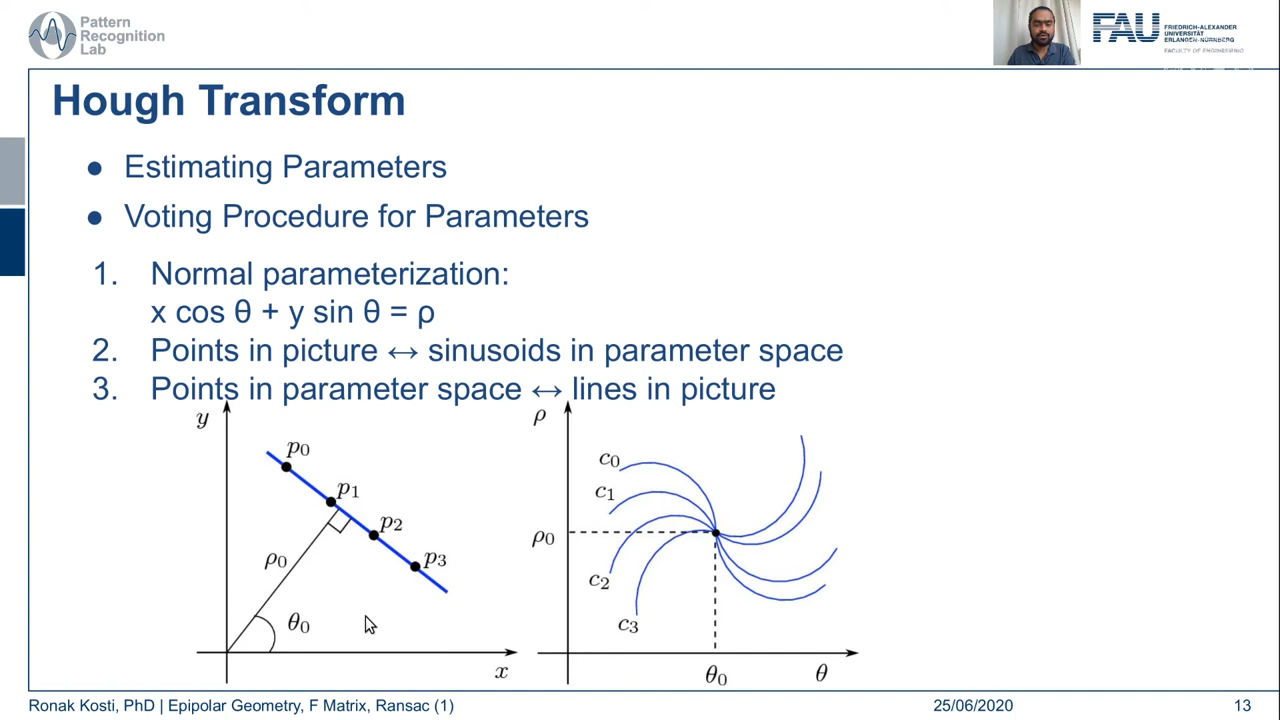 Pattern
Recognition
Lab
FAU
FRIEDRICH-ALEXANDER
UNIVERSITÄT
ERLANGEN-NÜRNBERG
FACULTY OF ENGINEERING
Hough Transform
● Estimating Parameters
● Voting Procedure for Parameters
1. Normal parameterization:
x cos θ + y sin θ = ρ
2. Points in picture ↔ sinusoids in parameter space
3. Points in parameter space ↔ lines in picture
y
p0
p1
p2
p3
ρ0
θ0
x
ρ
c0
c1
ρ0
c2
c3
θ0
θ
Ronak Kosti, PhD | Epipolar Geometry, F Matrix, Ransac (1)
25/06/2020
13